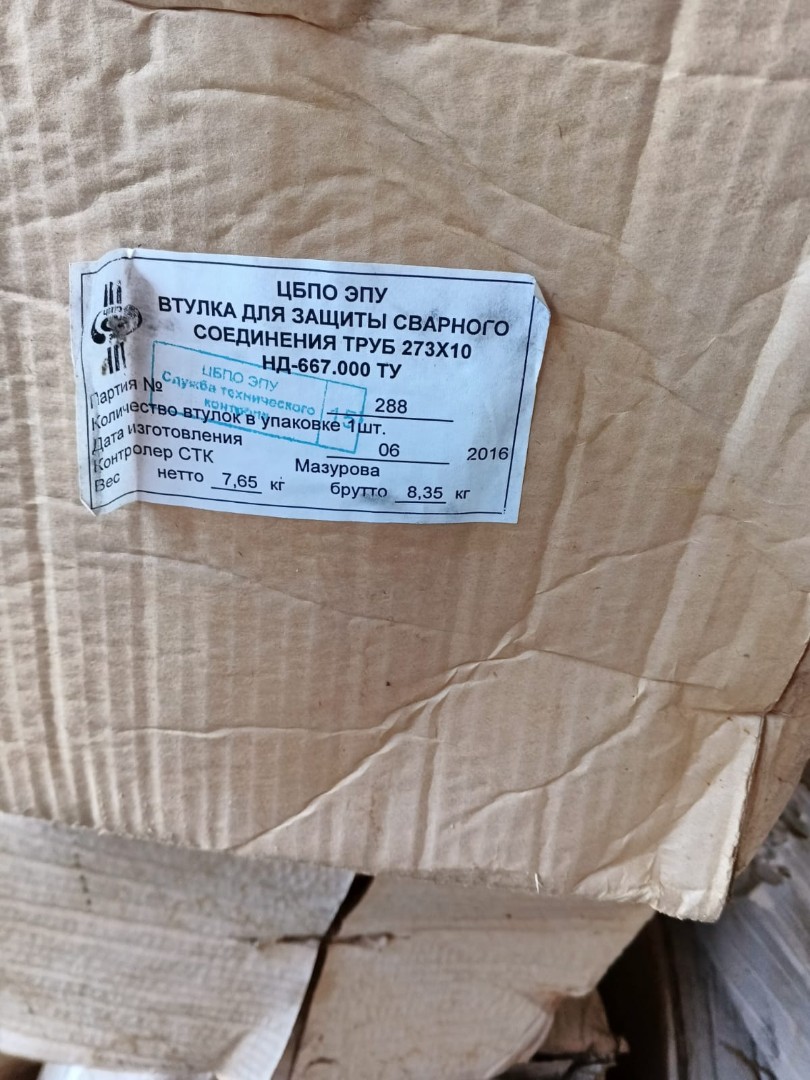 ЦБПО ЭПУ
ВТУЛКА ДЛЯ ЗАЩИТЫ СВАРНОГО
СОЕДИНЕНИЯ ТРУБ 273Х10
НД-667.000 ТУ
ЦБПО ЭПУ
Служба технического
контроля
15
Партия № 288
Количество втулок в упаковке 1шт.
Дата изготовления 06 2016
Контролер СТК Мазурова
Вес нетто 7,65 кг брутто 8,35 кг